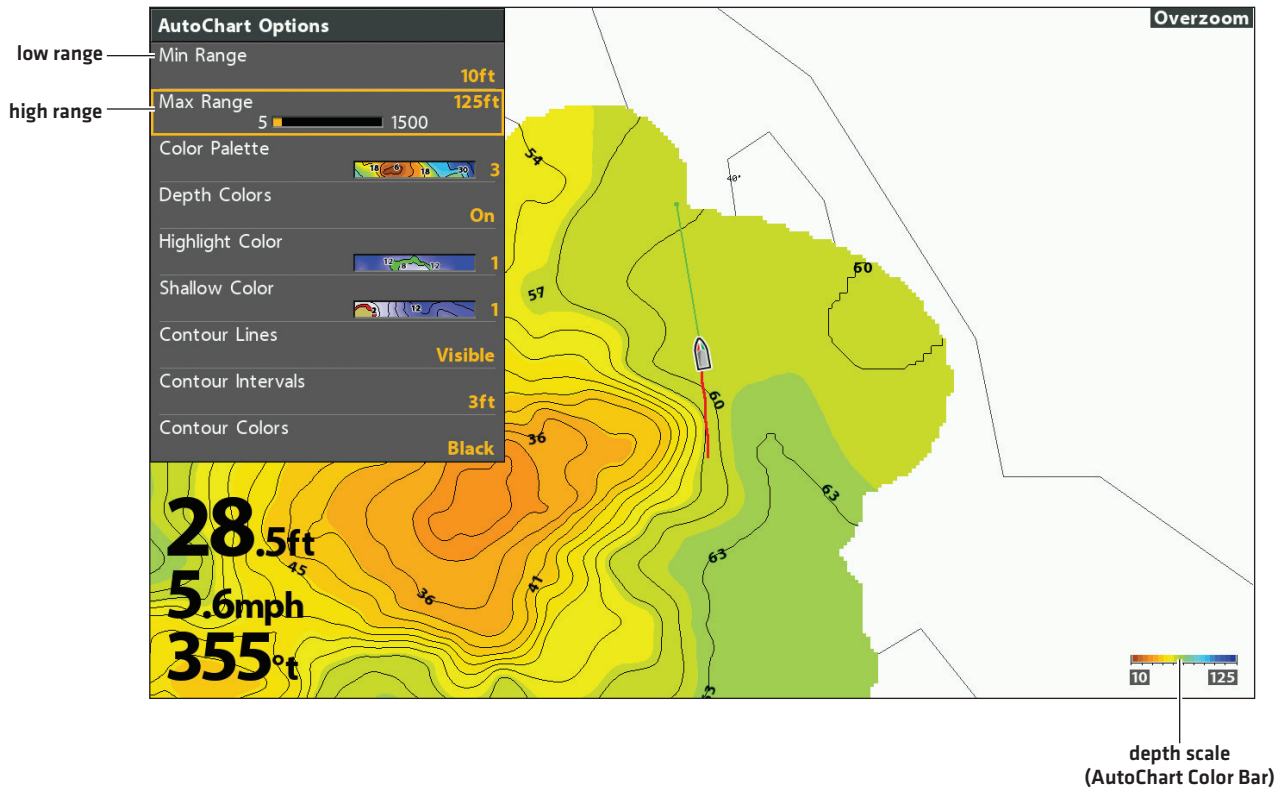 AutoChart Options
Overzoom
low range
Min Range
10ft
high range
Max Range 125ft
5 1500
Color Palette
18 6 18 30
3
Depth Colors
On
Highlight Color
12 8 12
1
Shallow Color
2 12
1
Contour Lines
Visible
Contour Intervals
3ft
Contour Colors
Black
54
40°
57
60
60
36
63
63
45
36
41
63
28.5ft
5.6mph
355°t
10 125
depth scale
(AutoChart Color Bar)